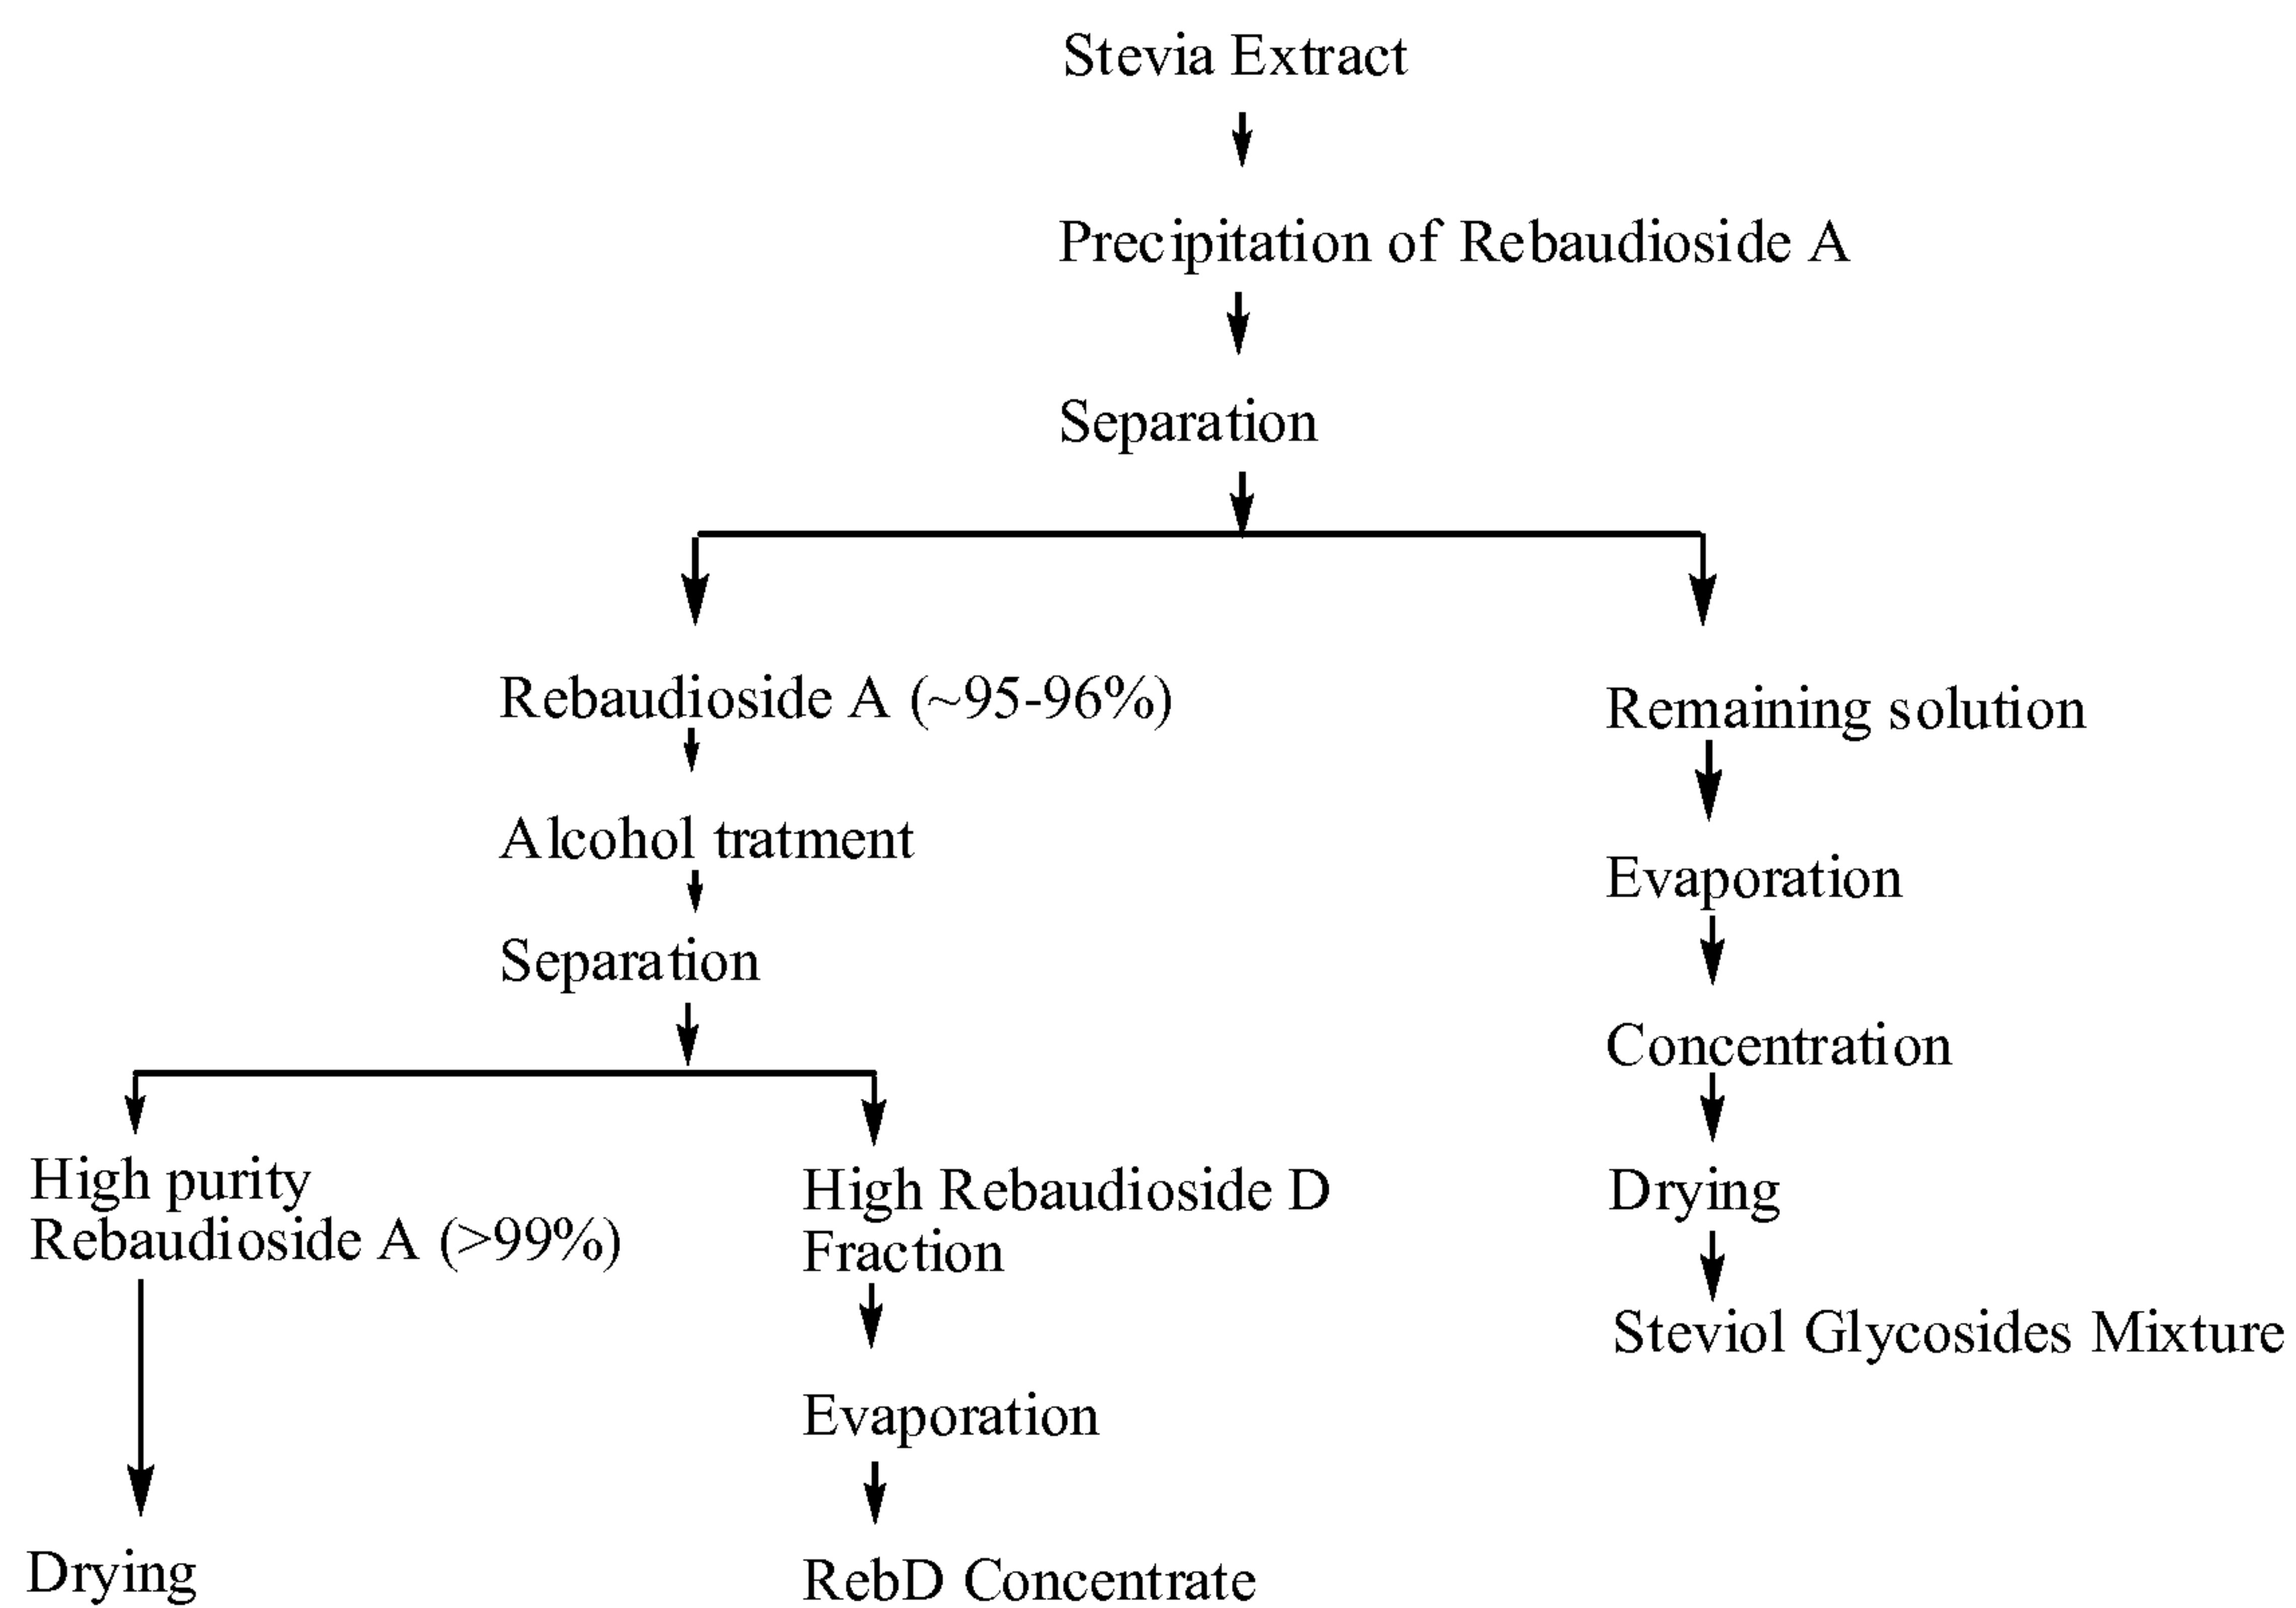 Stevia Extract
Precipitation of Rebaudioside A
Separation
Rebaudioside A (~95-96%)
Alcohol tratment
Separation
High purity
Rebaudioside A (>99%)
Drying
High Rebaudioside D
Fraction
Evaporation
RebD Concentrate
Remaining solution
Evaporation
Concentration
Drying
Steviol Glycosides Mixture